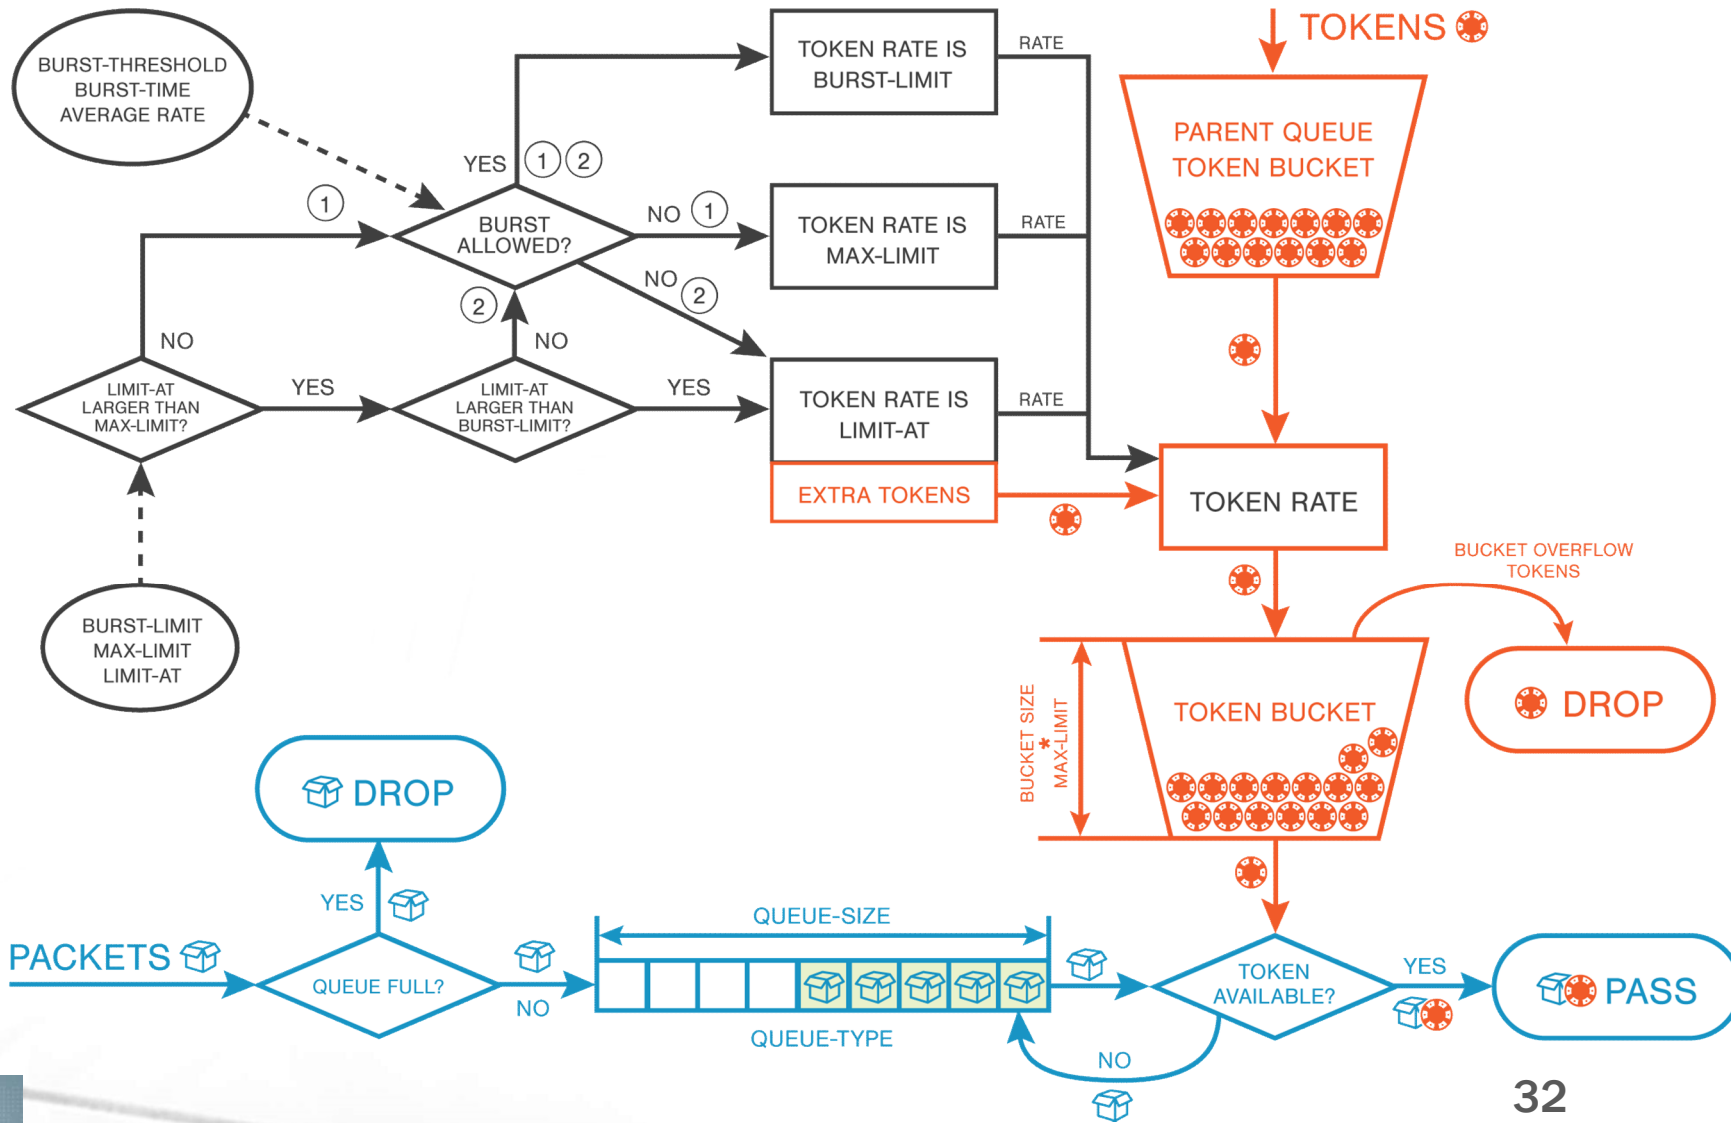 BURST-THRESHOLD
BURST-TIME
AVERAGE RATE
TOKEN RATE IS
BURST-LIMIT
RATE
TOKENS
PARENT QUEUE
TOKEN BUCKET
YES
1
2
1
BURST
ALLOWED?
NO
1
TOKEN RATE IS
MAX-LIMIT
RATE
NO
2
2
NO
NO
LIMIT-AT
LARGER THAN
MAX-LIMIT?
YES
LIMIT-AT
LARGER THAN
BURST-LIMIT?
YES
TOKEN RATE IS
LIMIT-AT
RATE
EXTRA TOKENS
TOKEN RATE
BUCKET OVERFLOW
TOKENS
BURST-LIMIT
MAX-LIMIT
LIMIT-AT
BUCKET SIZE
*
MAX-LIMIT
TOKEN BUCKET
DROP
DROP
YES
PACKETS
QUEUE FULL?
NO
QUEUE-SIZE
QUEUE-TYPE
TOKEN
AVAILABLE?
YES
PASS
NO
32